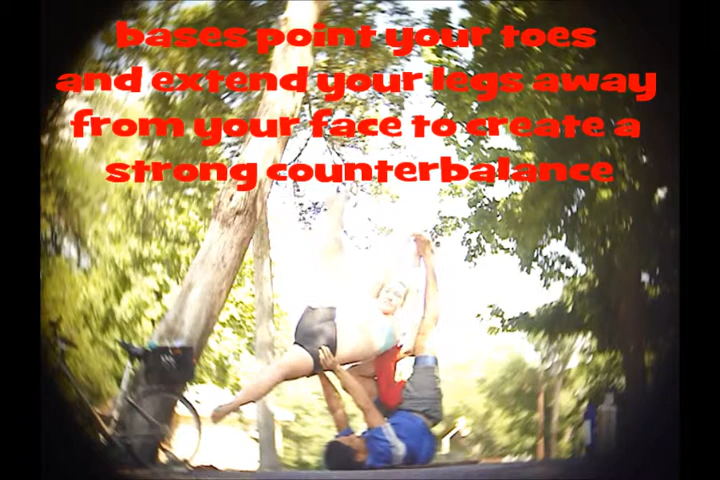 bases point your toes
and extend your legs away
from your face to create a
strong counterbalance